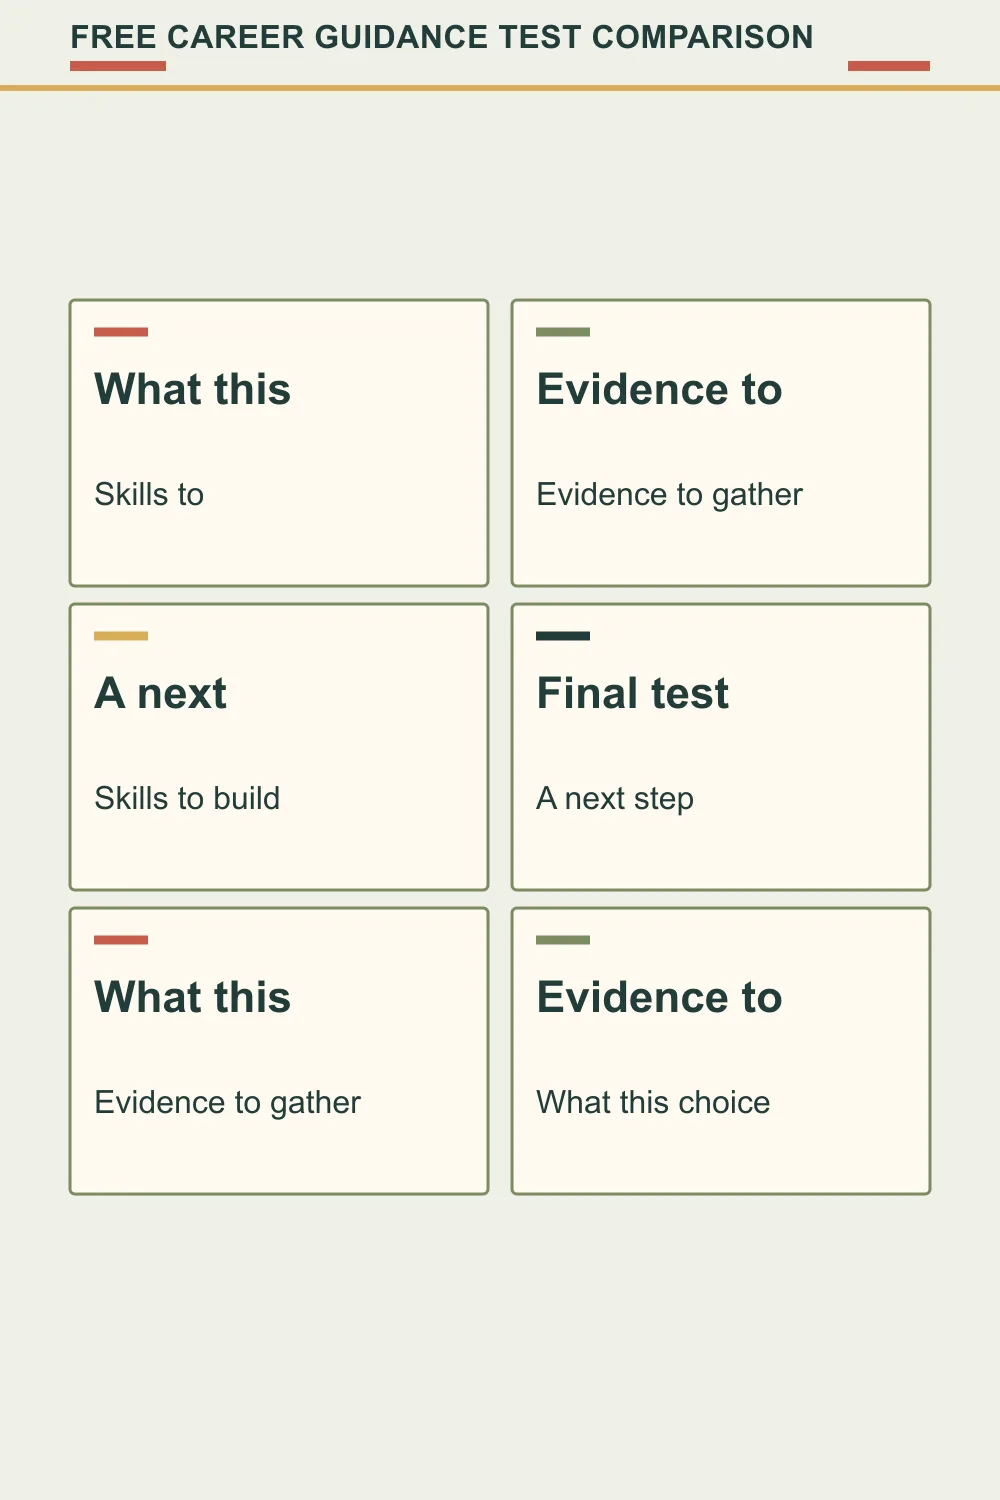 FREE CAREER GUIDANCE TEST COMPARISON
What this
Skills to
Evidence to
Evidence to gather
A next
Skills to build
Final test
A next step
What this
Evidence to gather
Evidence to
What this choice